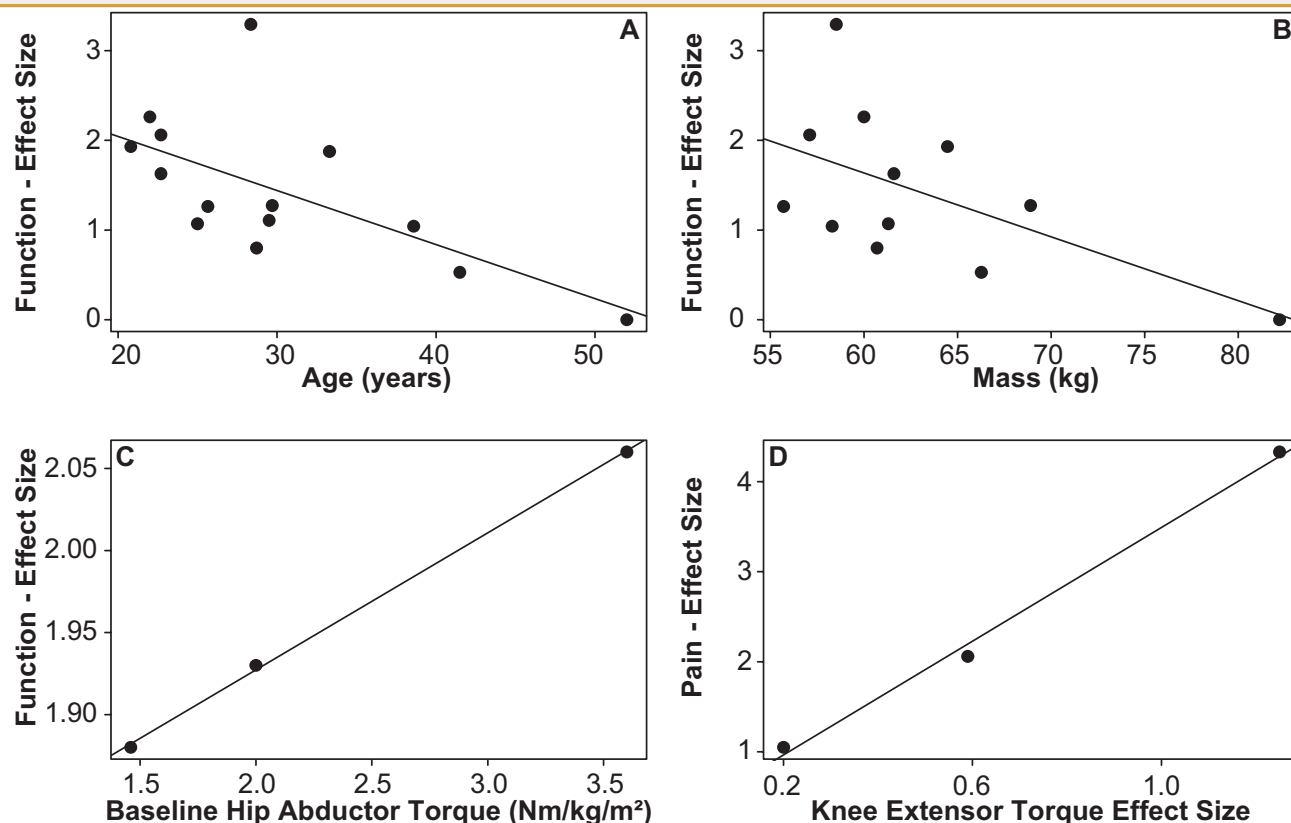 A
Function - Effect Size
3
2
1
0
20 30 40 50
Age (years)
B
Function - Effect Size
3
2
1
0
55 60 65 70 75 80
Mass (kg)
C
Function - Effect Size
2.05
2.00
1.95
1.90
1.5 2.0 2.5 3.0 3.5
Baseline Hip Abductor Torque (Nm/kg/m²)
D
Pain - Effect Size
4
3
2
1
0.2 0.6 1.0
Knee Extensor Torque Effect Size